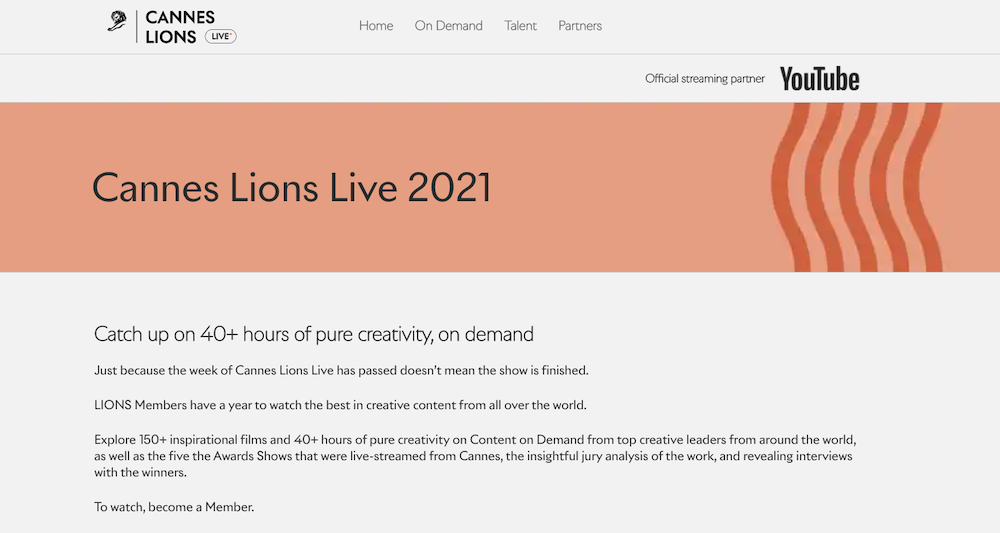 CANNES
LIONS LIVE
Home On Demand Talent Partners
Official streaming partner YouTube
Cannes Lions Live 2021
Catch up on 40+ hours of pure creativity, on demand
Just because the week of Cannes Lions Live has passed doesn't mean the show is finished.
LIONS Members have a year to watch the best in creative content from all over the world.
Explore 150+ inspirational films and 40+ hours of pure creativity on Content on Demand from top creative leaders from around the world,
as well as the five the Awards Shows that were live-streamed from Cannes, the insightful jury analysis of the work, and revealing interviews
with the winners.
To watch, become a Member.